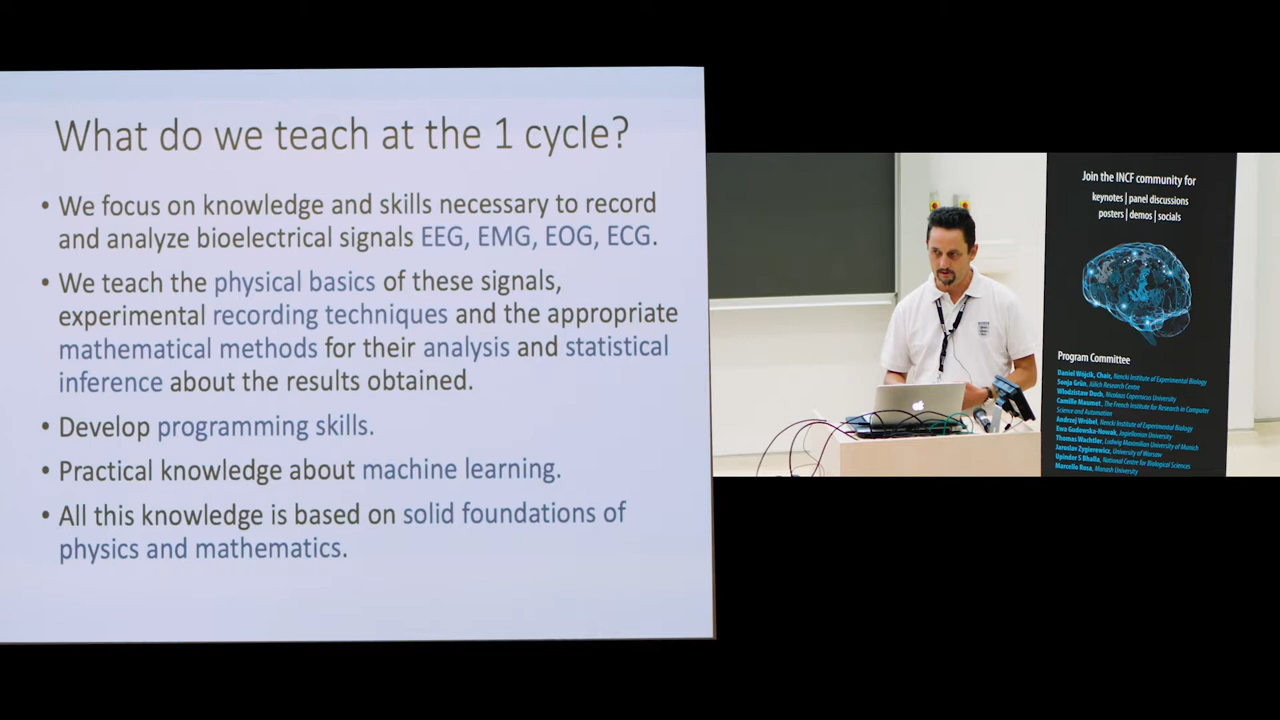 What do we teach at the 1 cycle?
• We focus on knowledge and skills necessary to record
and analyze bioelectrical signals EEG, EMG, EOG, ECG.
• We teach the physical basics of these signals,
experimental recording techniques and the appropriate
mathematical methods for their analysis and statistical
inference about the results obtained.
• Develop programming skills.
• Practical knowledge about machine learning.
• All this knowledge is based on solid foundations of
physics and mathematics.
Join the INCF community for
keynotes | panel discussions
posters | demos | socials
Program Committee
Daniel Wójcik, Chair, Nencki Institute of Experimental Biology
Sonja Grün, Jülich Research Centre
Włodzisław Duch, Nicolaus Copernicus University
Camille Maumet, The French Institute for Research in Computer
Science and Automation
Andrzej Wróbel, Nencki Institute of Experimental Biology
Ewa Gudowska-Nowak, Jagiellonian University
Thomas Wachtler, Ludwig Maximilian University of Munich
Jarosław Żygierewicz, University of Warsaw
Upinder S Bhalla, National Centre for Biological Sciences
Marcello Rosa, Monash University